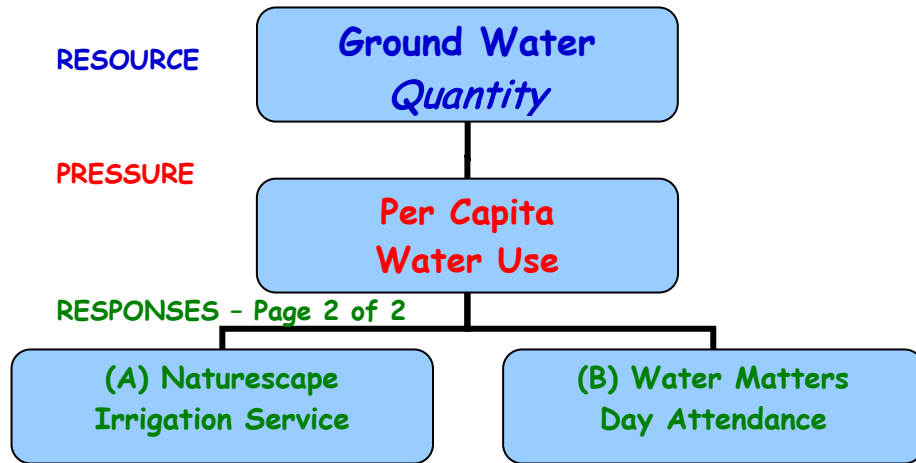 RESOURCE
Ground Water
Quantity
PRESSURE
Per Capita
Water Use
RESPONSES – Page 2 of 2
(A) Naturescape
Irrigation Service
(B) Water Matters
Day Attendance